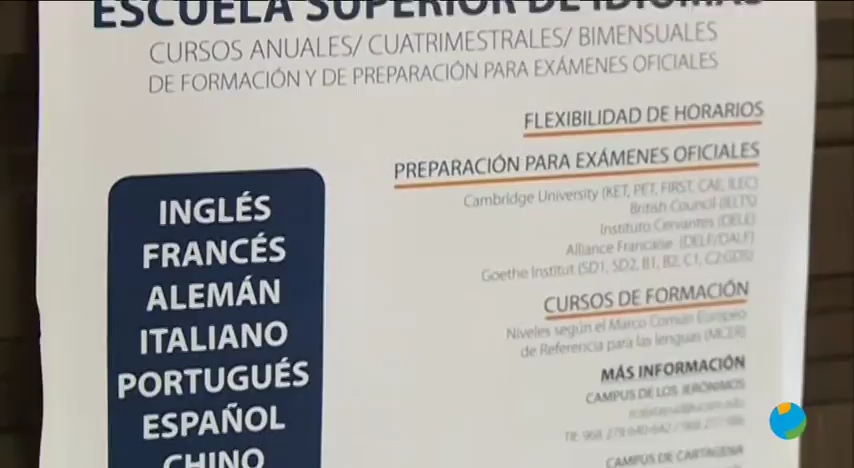 ESCUELA SUPERIOR DE IDIOMAS
CURSOS ANUALES/ CUATRIMESTRALES/ BIMENSUALES
DE FORMACIÓN Y DE PREPARACIÓN PARA EXÁMENES OFICIALES
FLEXIBILIDAD DE HORARIOS
PREPARACIÓN PARA EXÁMENES OFICIALES
Cambridge University (KET, PET, FIRST, CAE, ILEC)
British Council (IELTS)
Instituto Cervantes (DELE)
Alliance Francaise (DELF/DALF)
Goethe Institut (SD1, SD2, B1, B2, C1, C2:GDS)
CURSOS DE FORMACIÓN
Niveles según el Marco Común Europeo
de Referencia para las lenguas (MCER)
MÁS INFORMACIÓN
CAMPUS DE LOS JERÓNIMOS
CAMPUS DE CARTAGENA
INGLÉS
FRANCÉS
ALEMÁN
ITALIANO
PORTUGUÉS
ESPAÑOL
CHINO